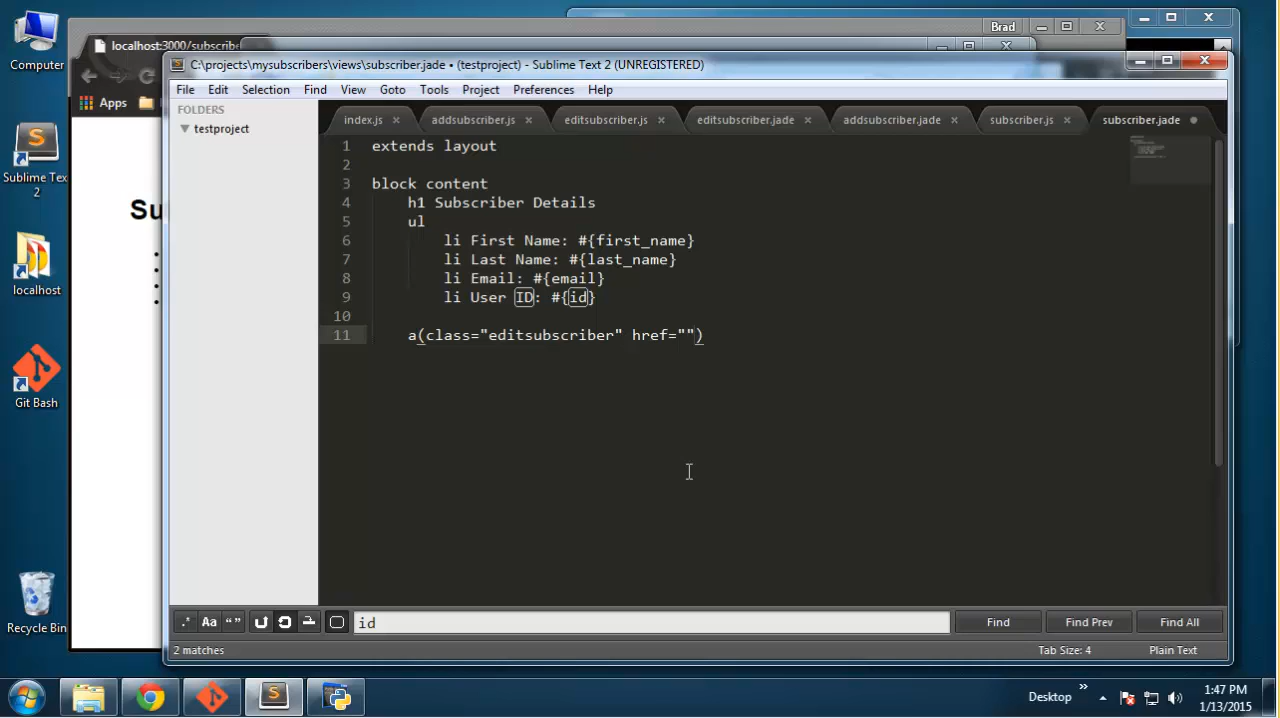 Computer
Sublime Text 2
localhost
Git Bash
Recycle Bin
localhost:3000/subscribe
Brad
Apps
Su
C:\projects\mysubscribers\views\subscriber.jade • (testproject) - Sublime Text 2 (UNREGISTERED)
File Edit Selection Find View Goto Tools Project Preferences Help
FOLDERS
testproject
index.js addsubscriber.js editsubscriber.js editsubscriber.jade addsubscriber.jade subscriber.js subscriber.jade
1 extends layout
2
3 block content
4 h1 Subscriber Details
5 ul
6 li First Name: #{first_name}
7 li Last Name: #{last_name}
8 li Email: #{email}
9 li User ID: #{id}
10
11 a(class="editsubscriber" href="")
.* Aa “ ” id Find Find Prev Find All
2 matches Tab Size: 4 Plain Text
Desktop » 1:47 PM
1/13/2015